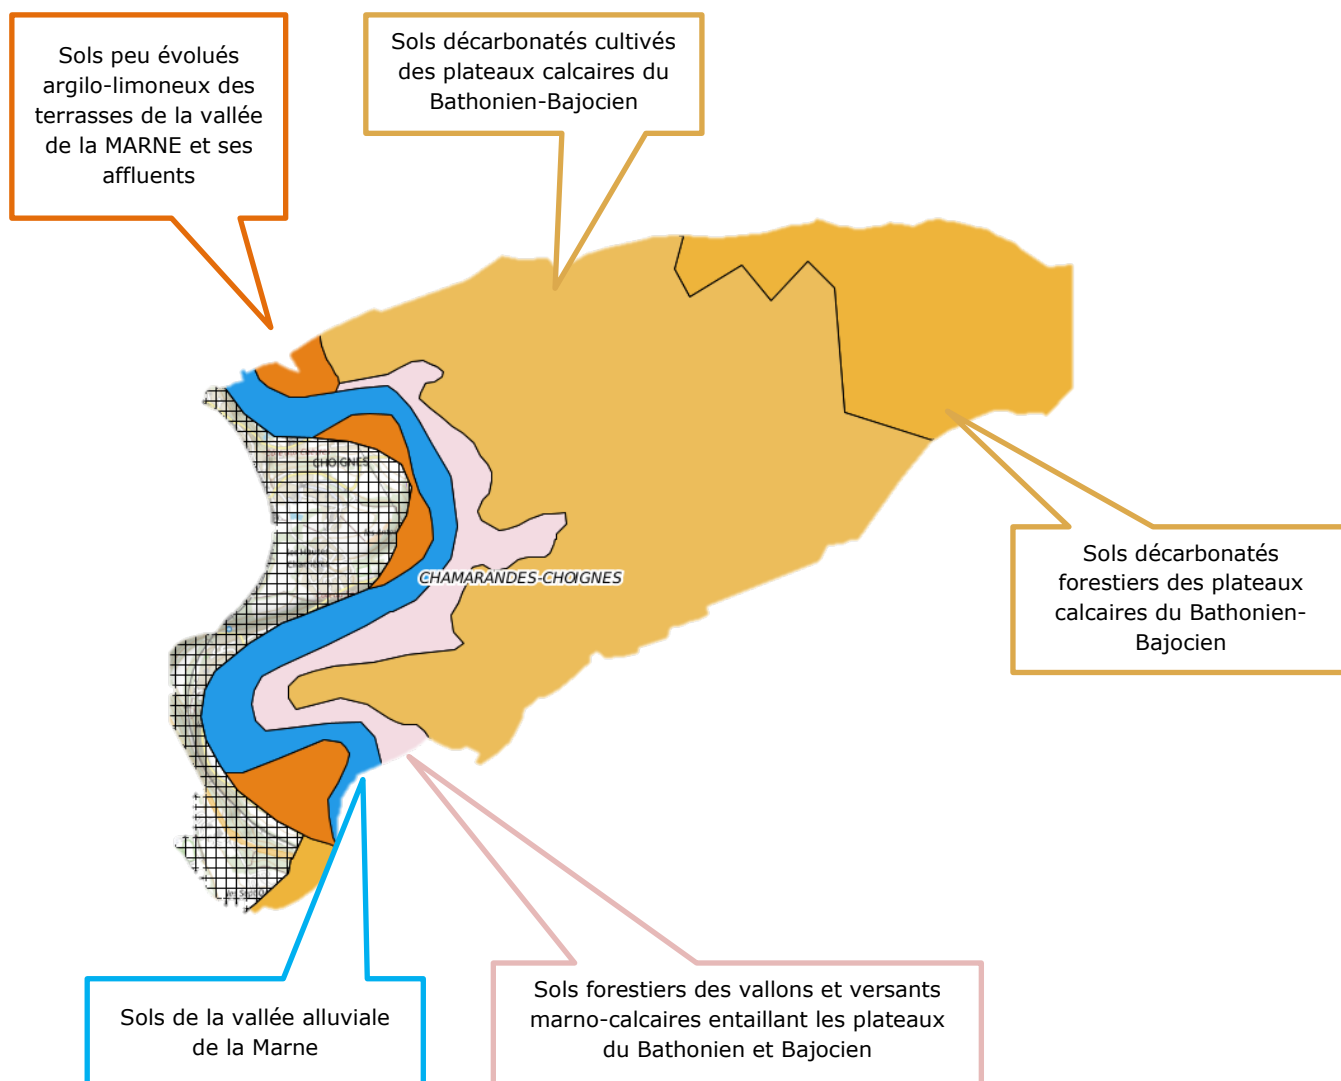 Sols peu évolués
argilo-limoneux des
terrasses de la vallée
de la MARNE et ses
affluents
Sols décarbonatés cultivés
des plateaux calcaires du
Bathonien-Bajocien
CHOIGNES
CHAMARANDES-CHOIGNES
Sols décarbonatés
forestiers des plateaux
calcaires du Bathonien-
Bajocien
Sols de la vallée alluviale
de la Marne
Sols forestiers des vallons et versants
marno-calcaires entaillant les plateaux
du Bathonien et Bajocien